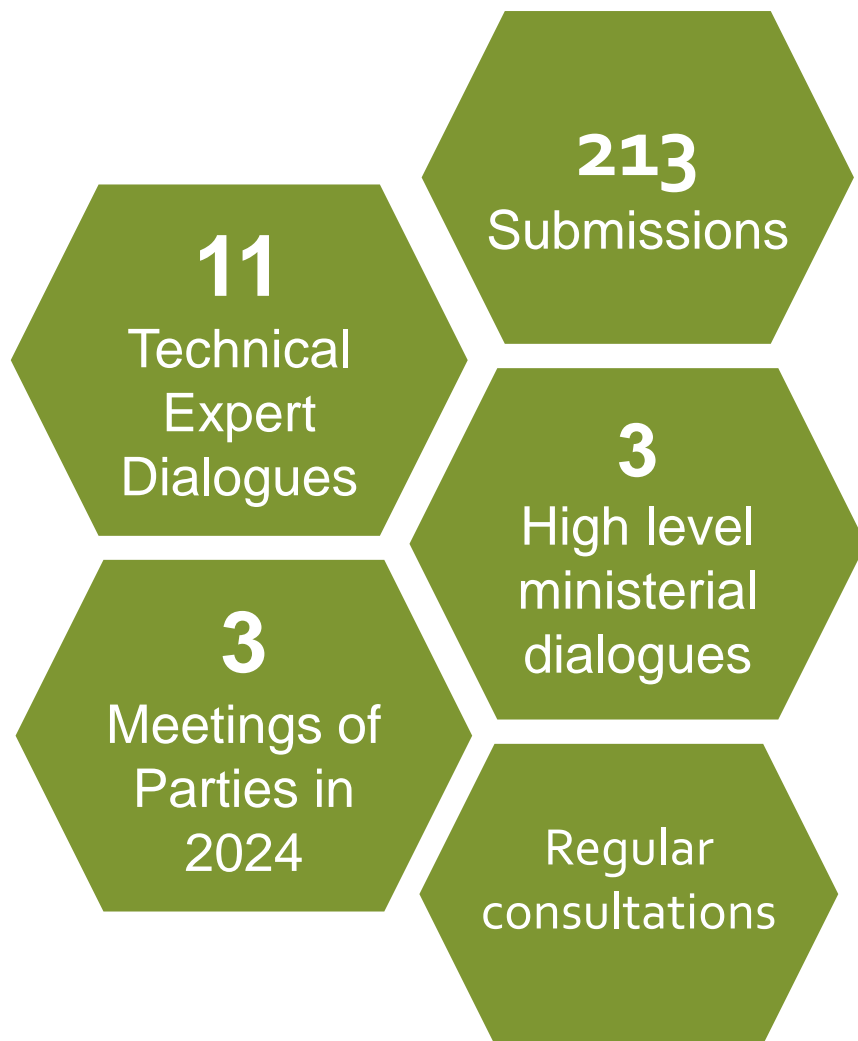 213
Submissions
11
Technical
Expert
Dialogues
3
High level
ministerial
dialogues
3
Meetings of
Parties in
2024
Regular
consultations